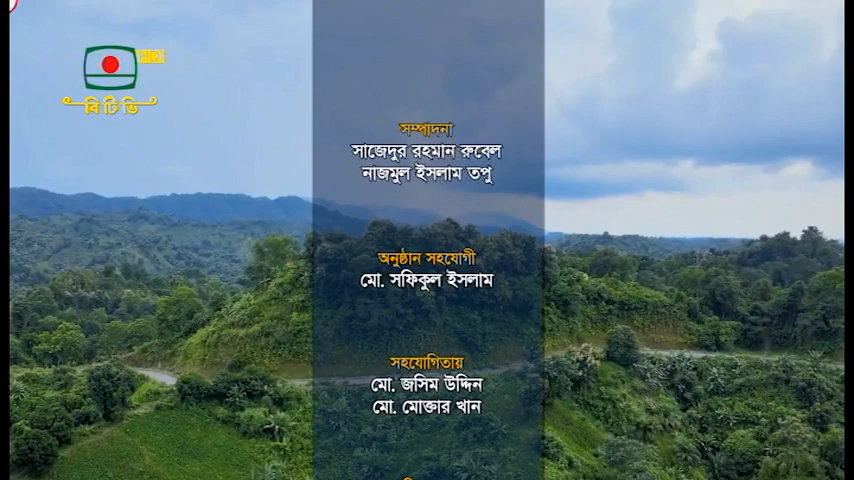 বিটিভি
সম্পাদনা
সাজেদুর রহমান রুবেল
নাজমুল ইসলাম তপু
অনুষ্ঠান সহযোগী
মো. সফিকুল ইসলাম
সহযোগিতায়
মো. জসিম উদ্দিন
মো. মোক্তার খান